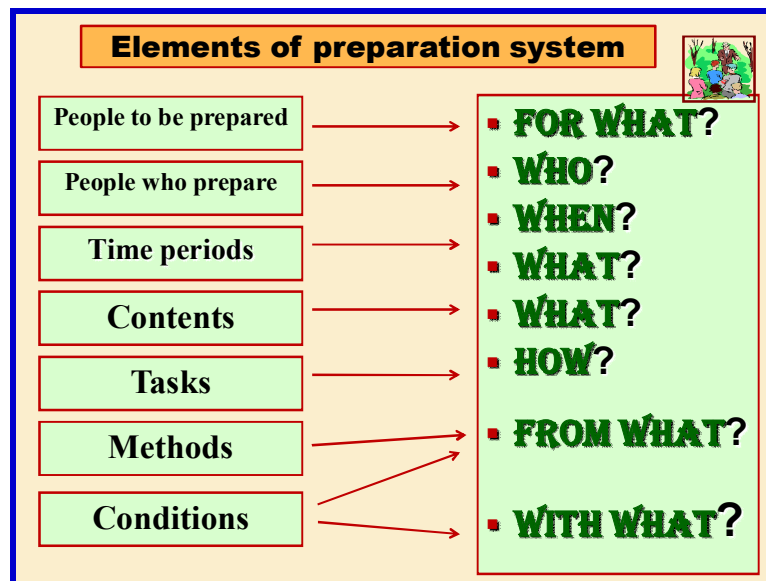 Elements of preparation system
People to be prepared
People who prepare
Time periods
Contents
Tasks
Methods
Conditions
▪ FOR WHAT?
▪ WHO?
▪ WHEN?
▪ WHAT?
▪ WHAT?
▪ HOW?
▪ FROM WHAT?
▪ WITH WHAT?